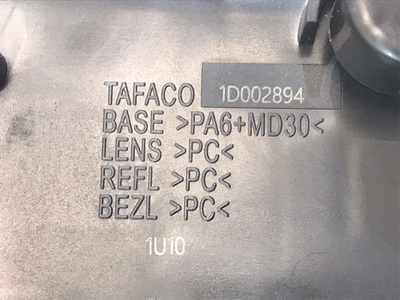 TAFACO 1D002894
BASE >PA6+MD30<
LENS >PC<
REFL >PC<
BEZL >PC<
1U10